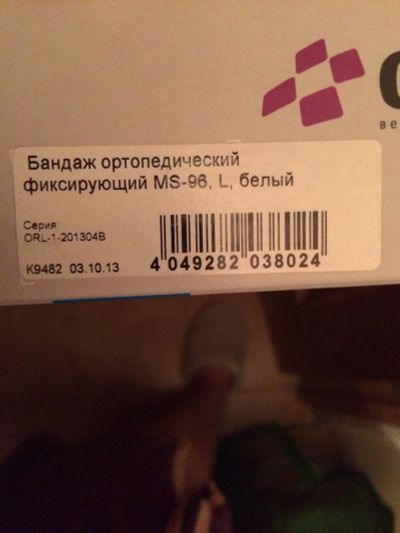 Бандаж ортопедический
фиксирующий MS-96, L, белый
Серия:
ORL-1-201304B
K9482 03.10.13
4 049282 038024